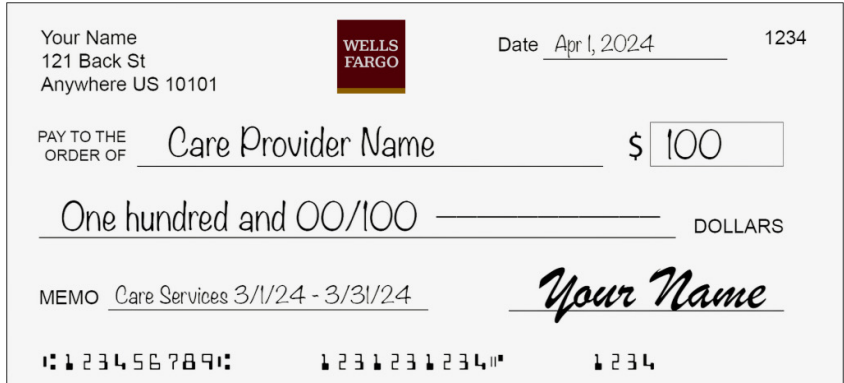 Your Name
121 Back St
Anywhere US 10101
WELLS
FARGO
Date Apr 1, 2024
1234
PAY TO THE
ORDER OF Care Provider Name $ 100
One hundred and 00/100 DOLLARS
MEMO Care Services 3/1/24 - 3/31/24 Your Name
⑆123456789⑆ 1231231234⑈ 1234